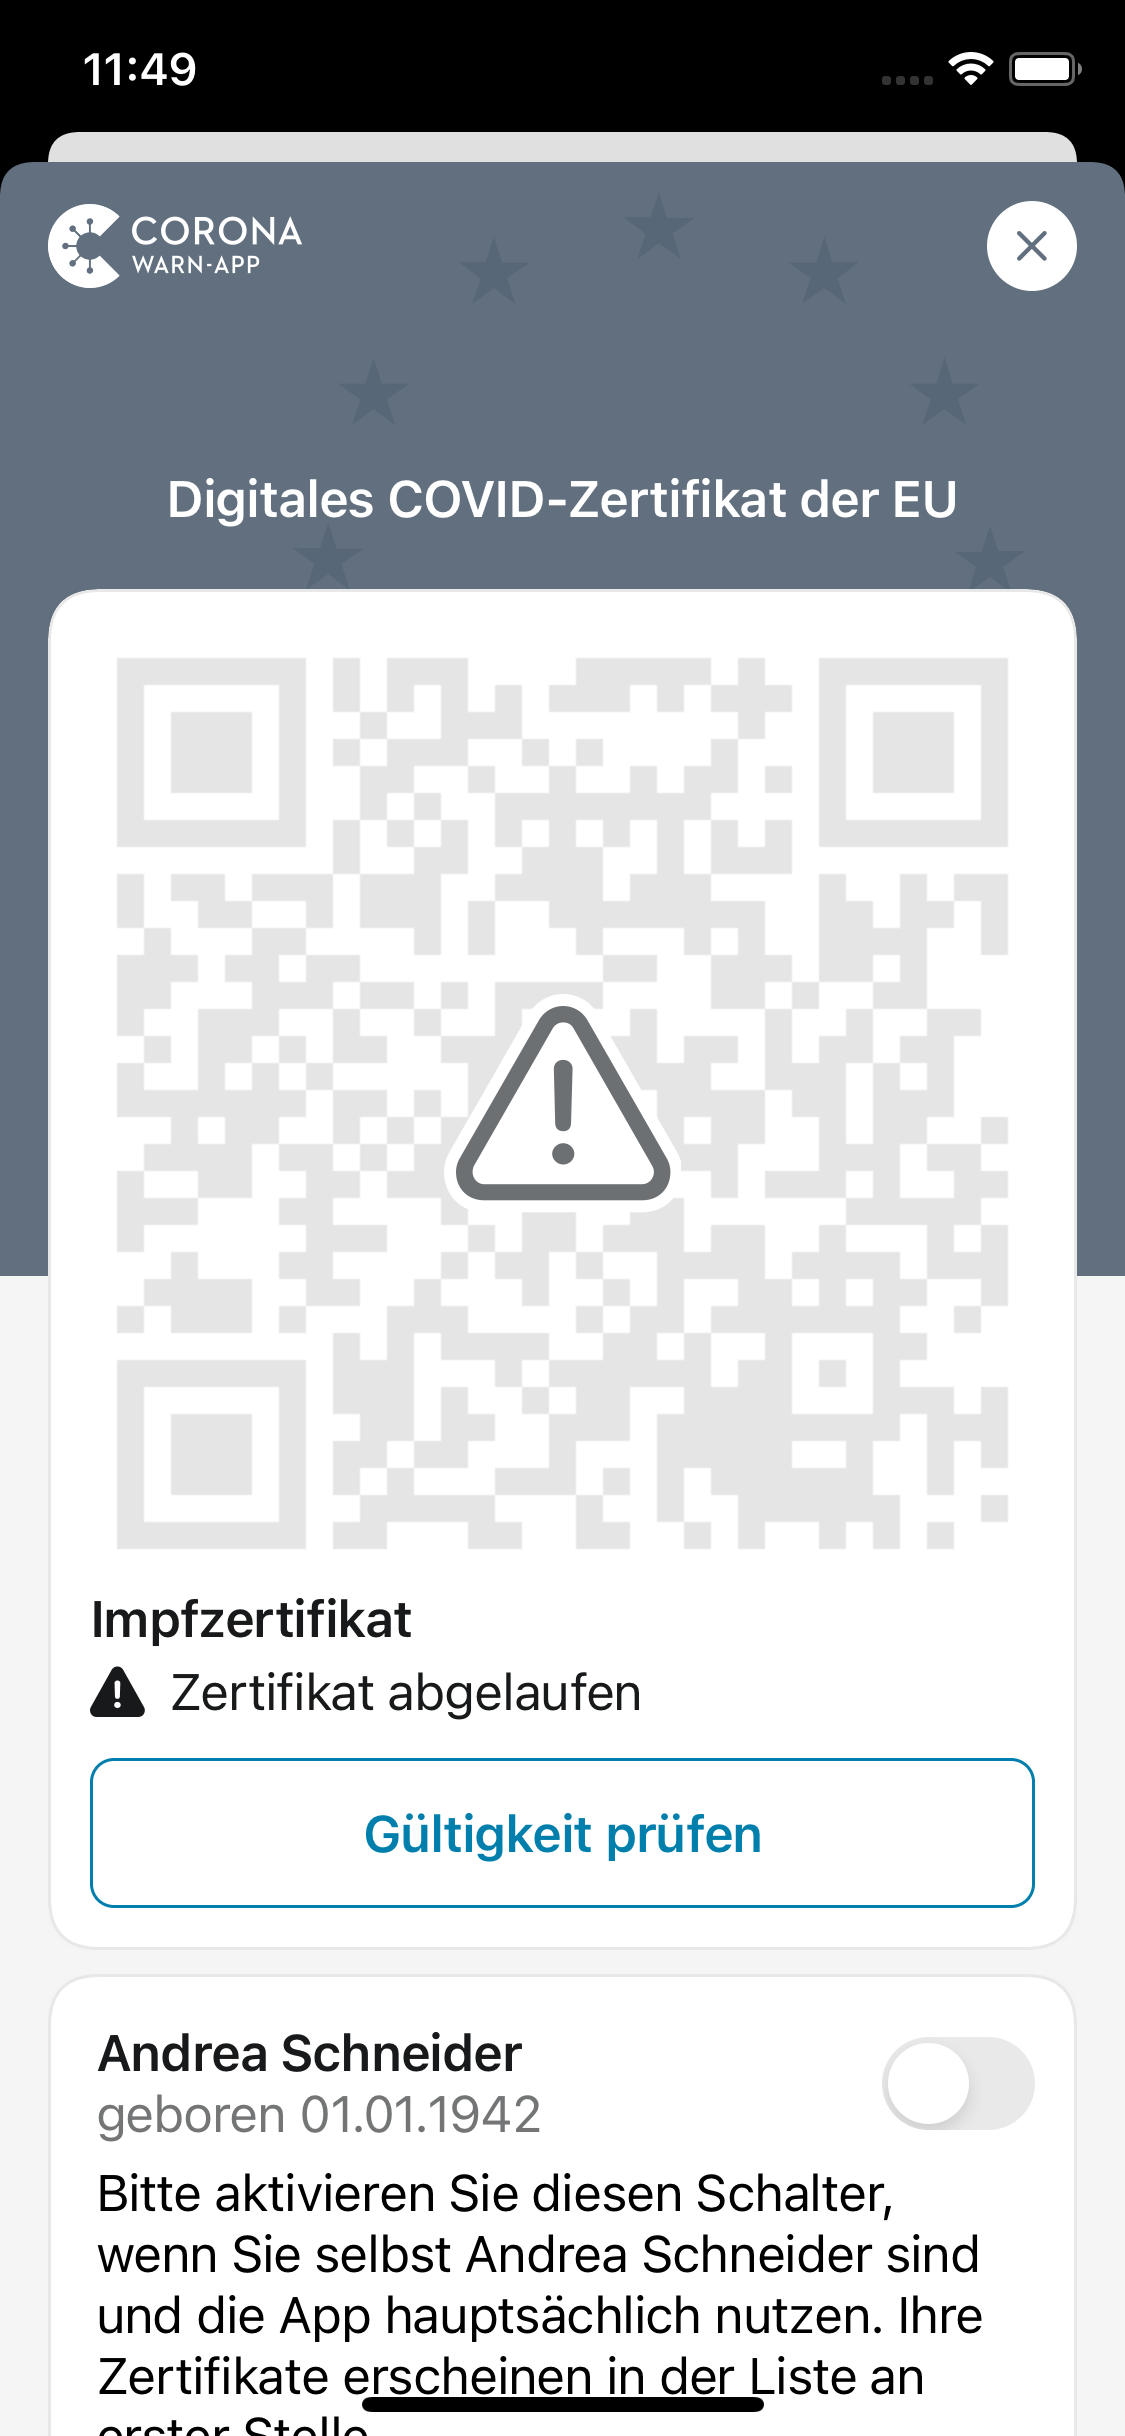 11:49
CORONA
WARN-APP
Digitales COVID-Zertifikat der EU
Impfzertifikat
Zertifikat abgelaufen
Gültigkeit prüfen
Andrea Schneider
geboren 01.01.1942
Bitte aktivieren Sie diesen Schalter,
wenn Sie selbst Andrea Schneider sind
und die App hauptsächlich nutzen. Ihre
Zertifikate erscheinen in der Liste an
erster Stelle